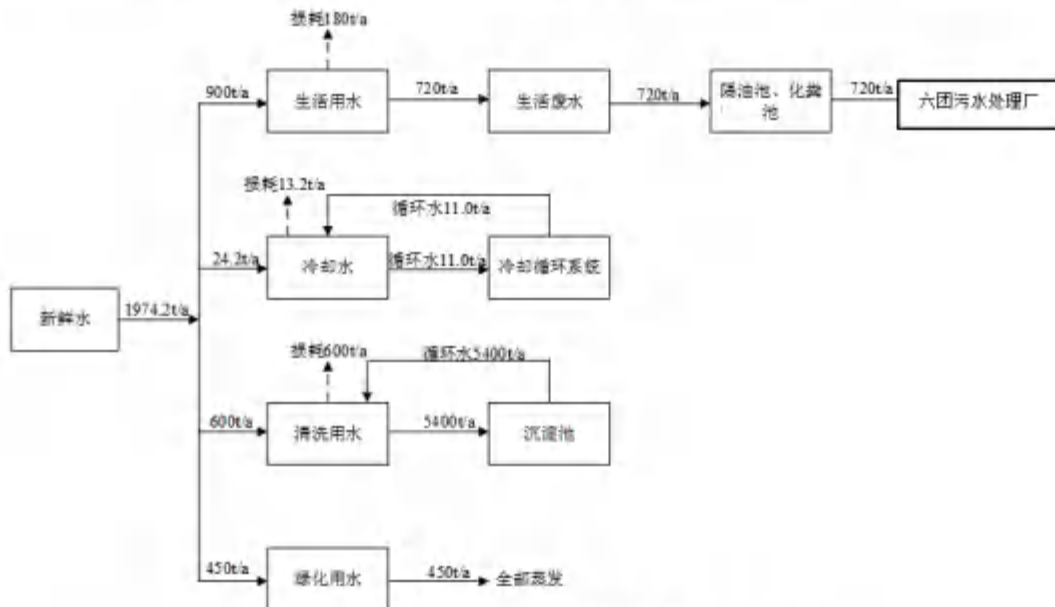 损耗180t/a
900t/a
生活用水
720t/a
生活废水
720t/a
隔油池、化粪
池
720t/a
六团污水处理厂
损耗13.2t/a
循环水11.0t/a
24.2t/a
冷却水
循环水11.0t/a
冷却循环系统
新鲜水
1974.2t/a
损耗600t/a
循环水5400t/a
600t/a
清洗用水
5400t/a
沉淀池
450t/a
绿化用水
450t/a
全部蒸发